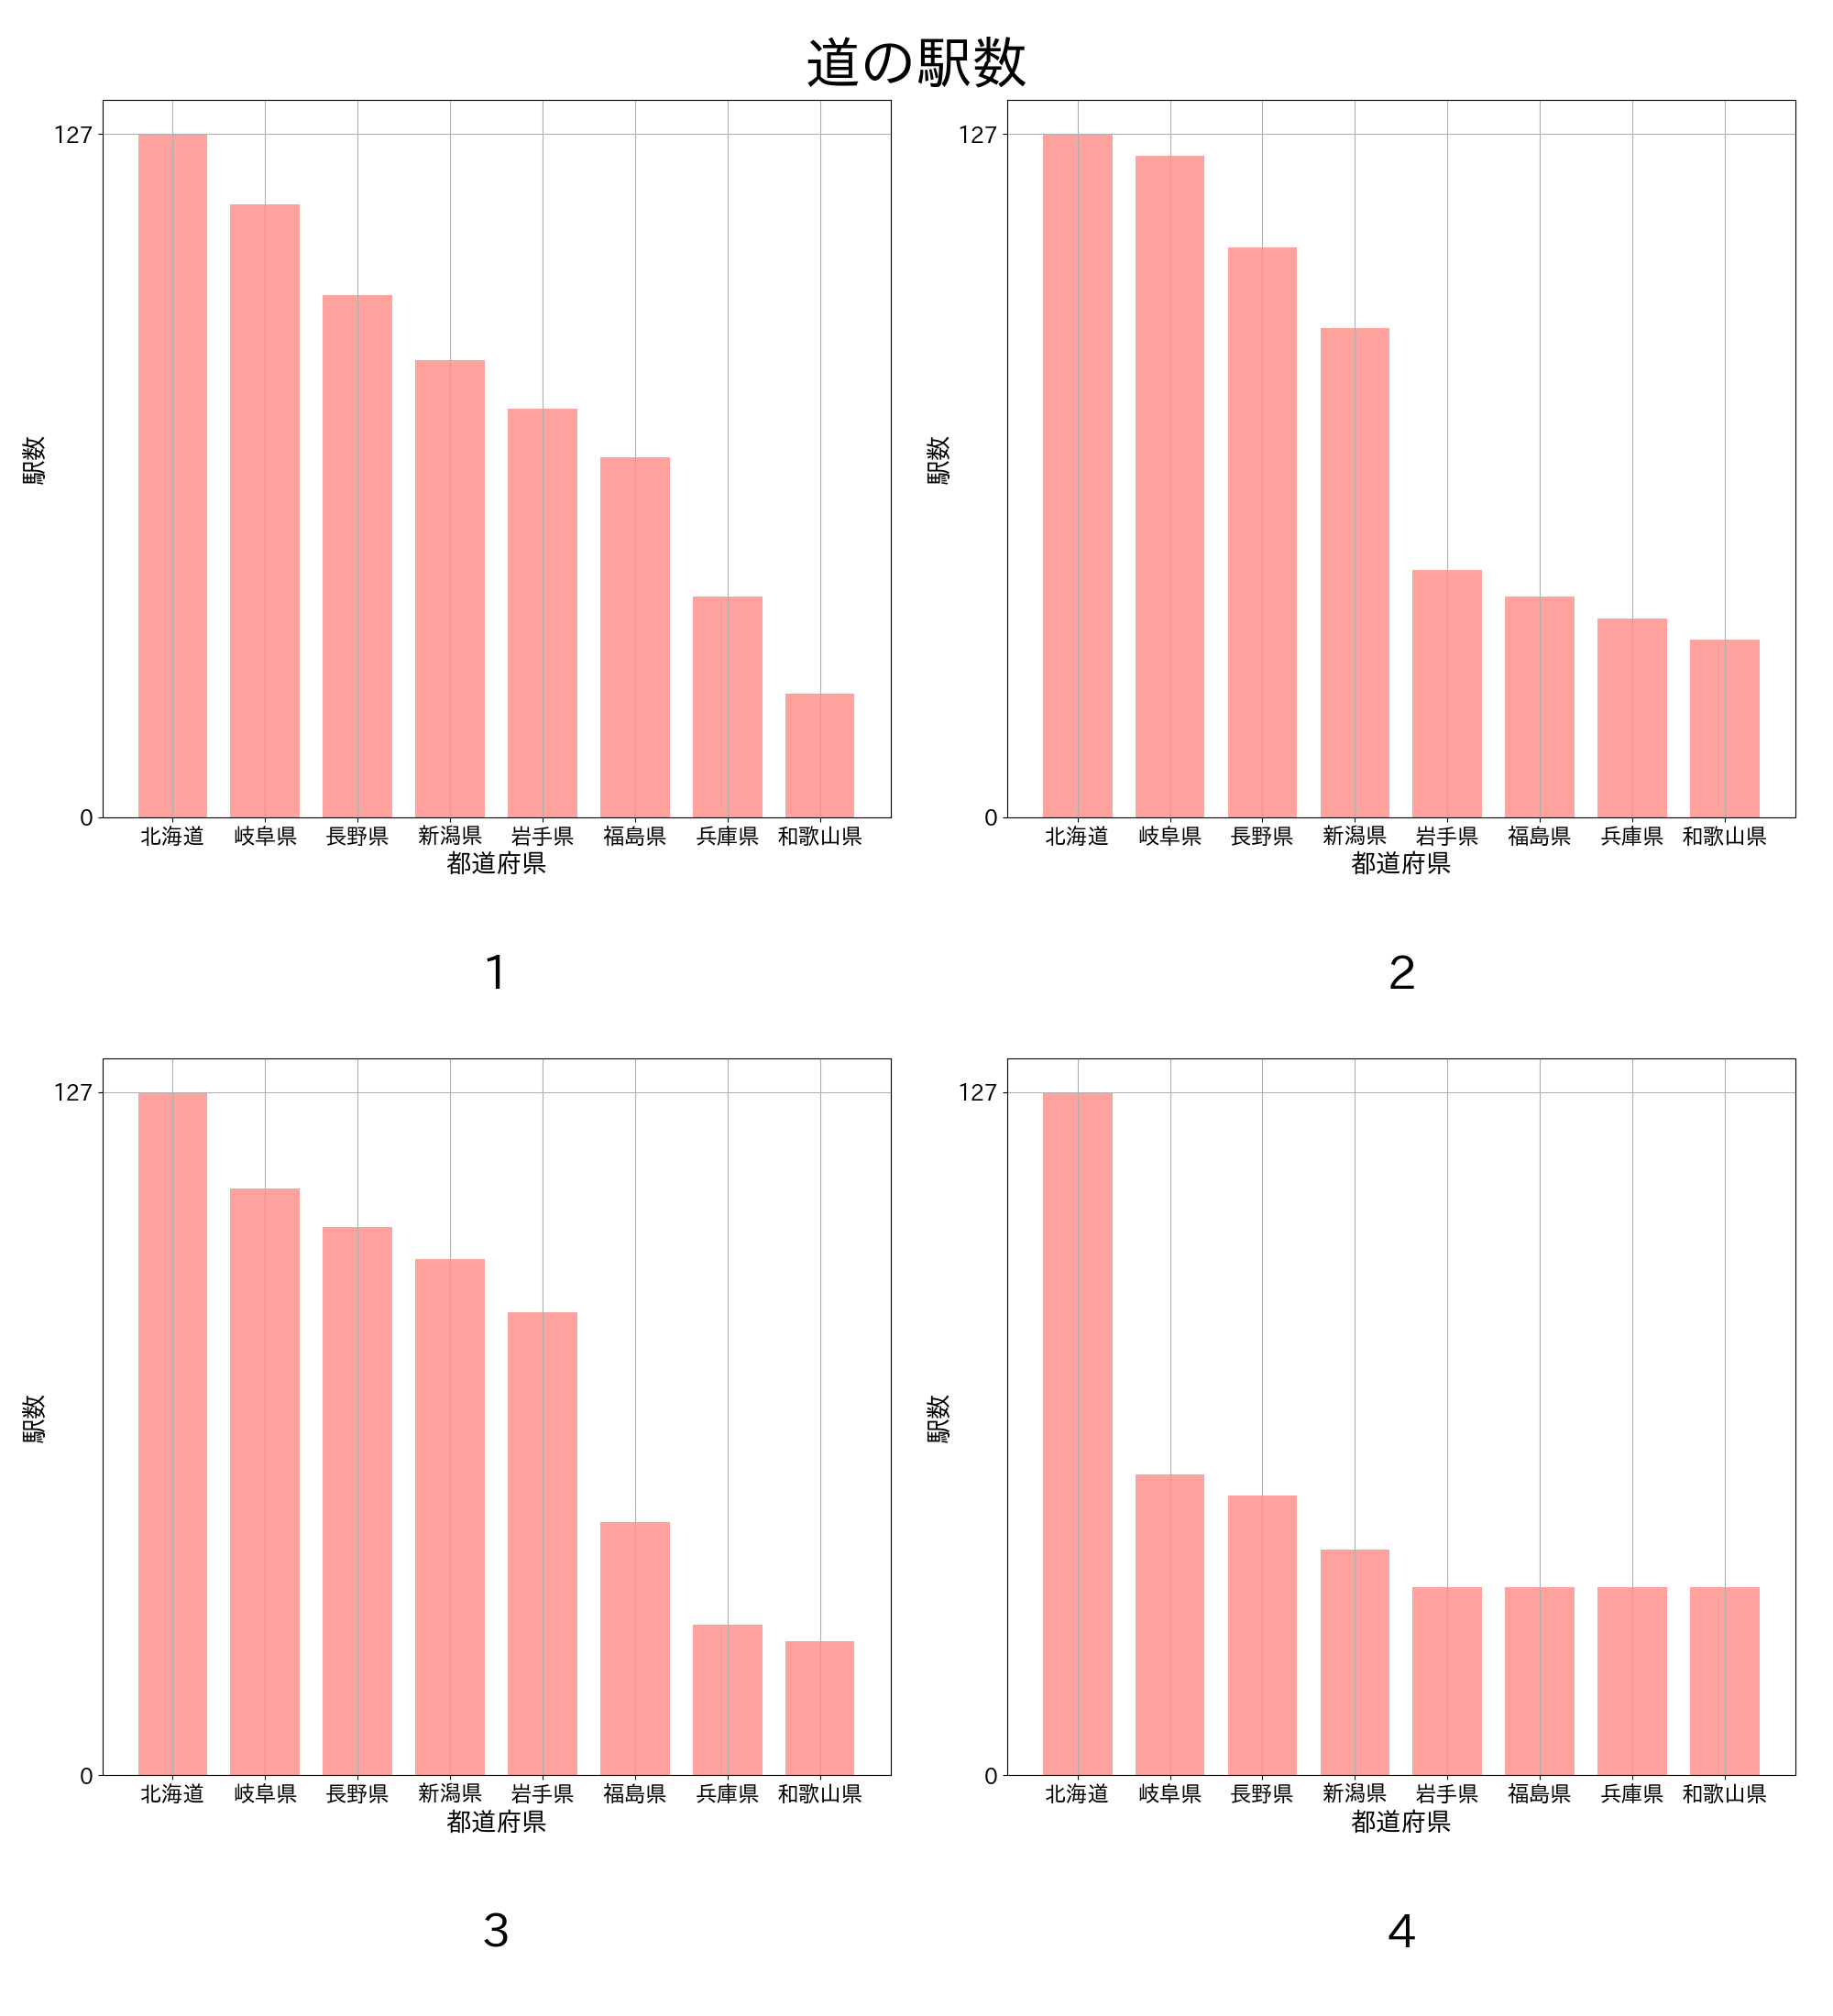 道の駅数
127
0
駅数
北海道 岐阜県 長野県 新潟県 岩手県 福島県 兵庫県 和歌山県
都道府県
1
127
0
駅数
北海道 岐阜県 長野県 新潟県 岩手県 福島県 兵庫県 和歌山県
都道府県
2
127
0
駅数
北海道 岐阜県 長野県 新潟県 岩手県 福島県 兵庫県 和歌山県
都道府県
3
127
0
駅数
北海道 岐阜県 長野県 新潟県 岩手県 福島県 兵庫県 和歌山県
都道府県
4